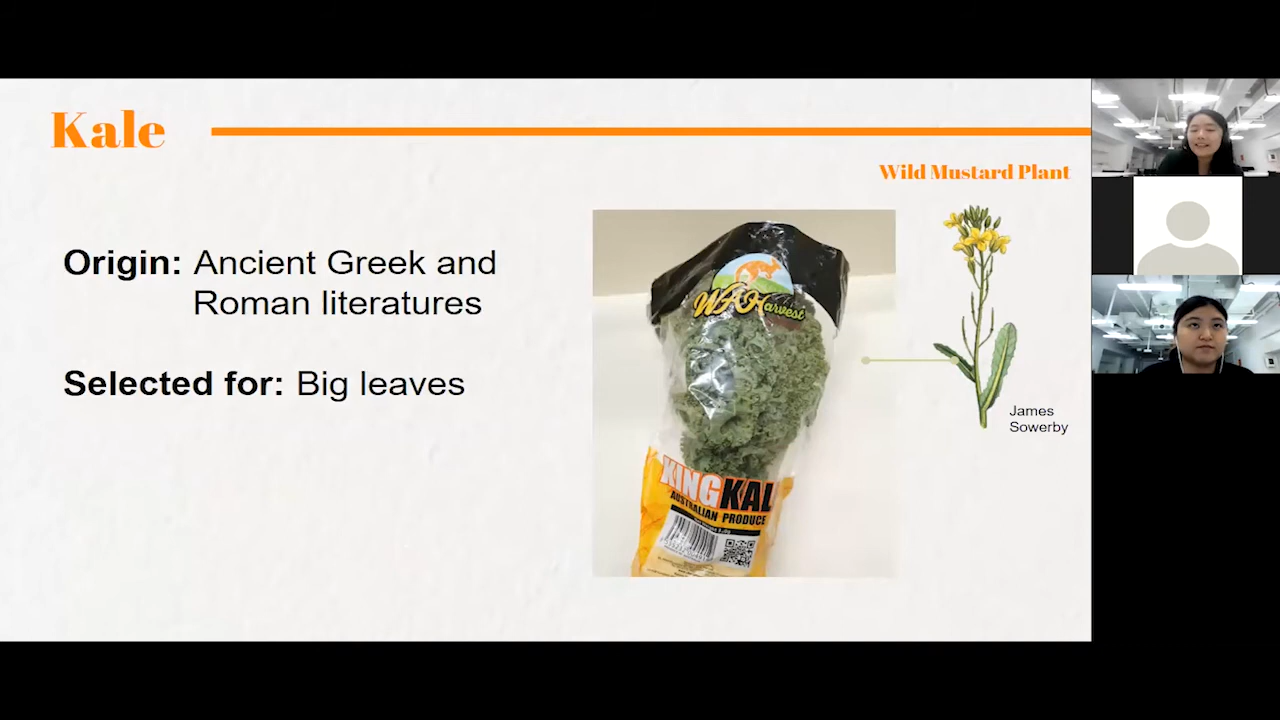 Kale
Wild Mustard Plant
Origin: Ancient Greek and
Roman literatures
Selected for: Big leaves
WA Harvest
KING KAL
AUSTRALIAN PRODUCE
James
Sowerby